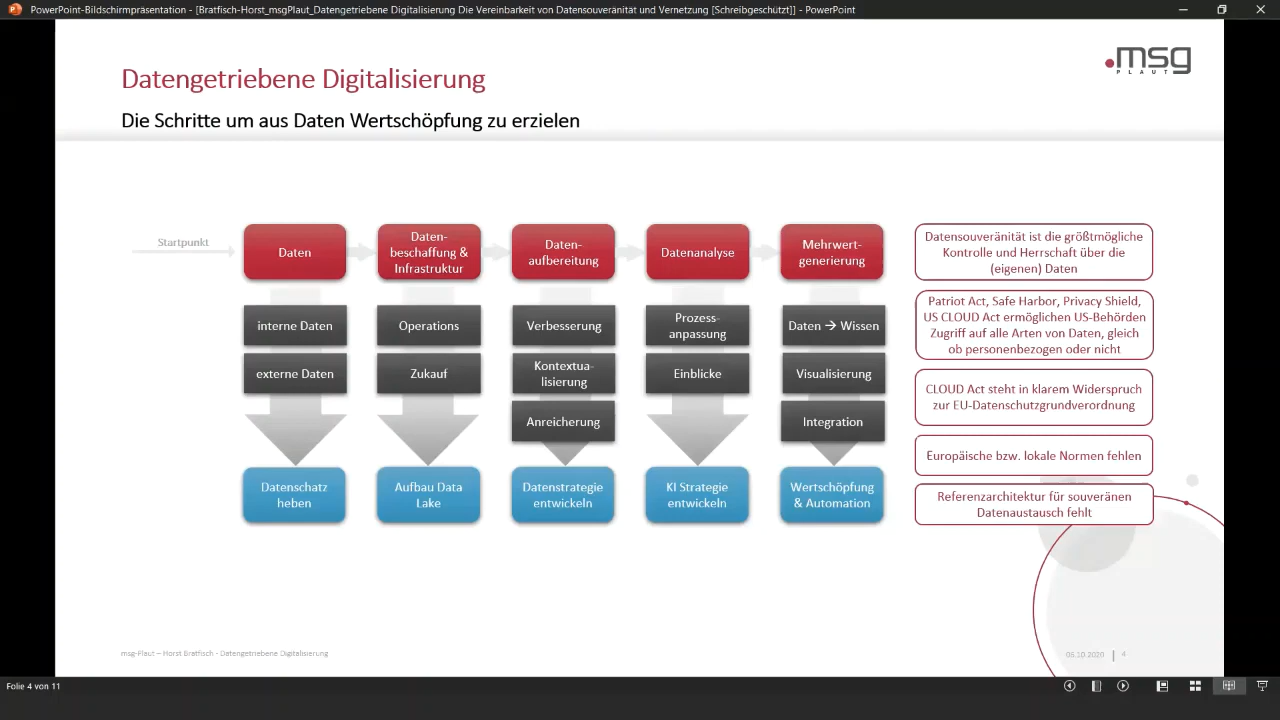 PowerPoint-Bildschirmpräsentation - [Bratfisch-Horst_msgPlaut_Datengetriebene Digitalisierung Die Vereinbarkeit von Datensouveränität und Vernetzung [Schreibgeschützt]] - PowerPoint
.msg
PLAUT
Datengetriebene Digitalisierung
Die Schritte um aus Daten Wertschöpfung zu erzielen
Startpunkt
Daten
Daten-
beschaffung &
Infrastruktur
Daten-
aufbereitung
Datenanalyse
Mehrwert-
generierung
interne Daten
Operations
Verbesserung
Prozess-
anpassung
Daten → Wissen
externe Daten
Zukauf
Kontextua-
lisierung
Einblicke
Visualisierung
Anreicherung
Integration
Datenschatz
heben
Aufbau Data
Lake
Datenstrategie
entwickeln
KI Strategie
entwickeln
Wertschöpfung
& Automation
Datensouveränität ist die größtmögliche
Kontrolle und Herrschaft über die
(eigenen) Daten
Patriot Act, Safe Harbor, Privacy Shield,
US CLOUD Act ermöglichen US-Behörden
Zugriff auf alle Arten von Daten, gleich
ob personenbezogen oder nicht
CLOUD Act steht in klarem Widerspruch
zur EU-Datenschutzgrundverordnung
Europäische bzw. lokale Normen fehlen
Referenzarchitektur für souveränen
Datenaustausch fehlt
msg-Plaut – Horst Bratfisch - Datengetriebene Digitalisierung
06.10.2020 | 4
Folie 4 von 11